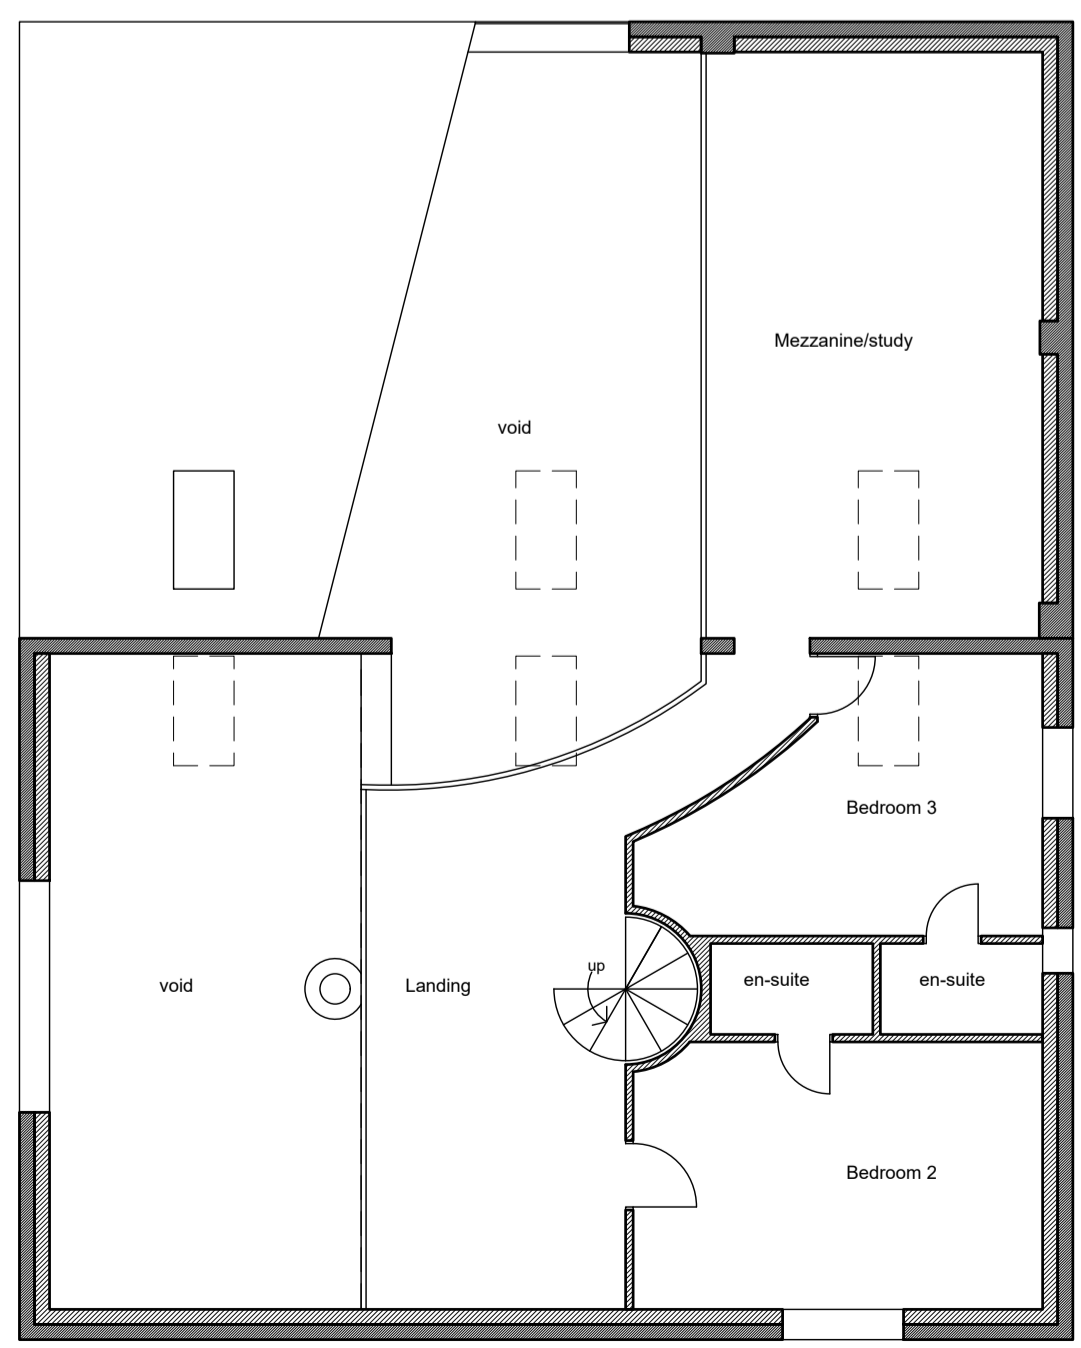 Mezzanine/study
void
Bedroom 3
up
en-suite
en-suite
void
Landing
Bedroom 2